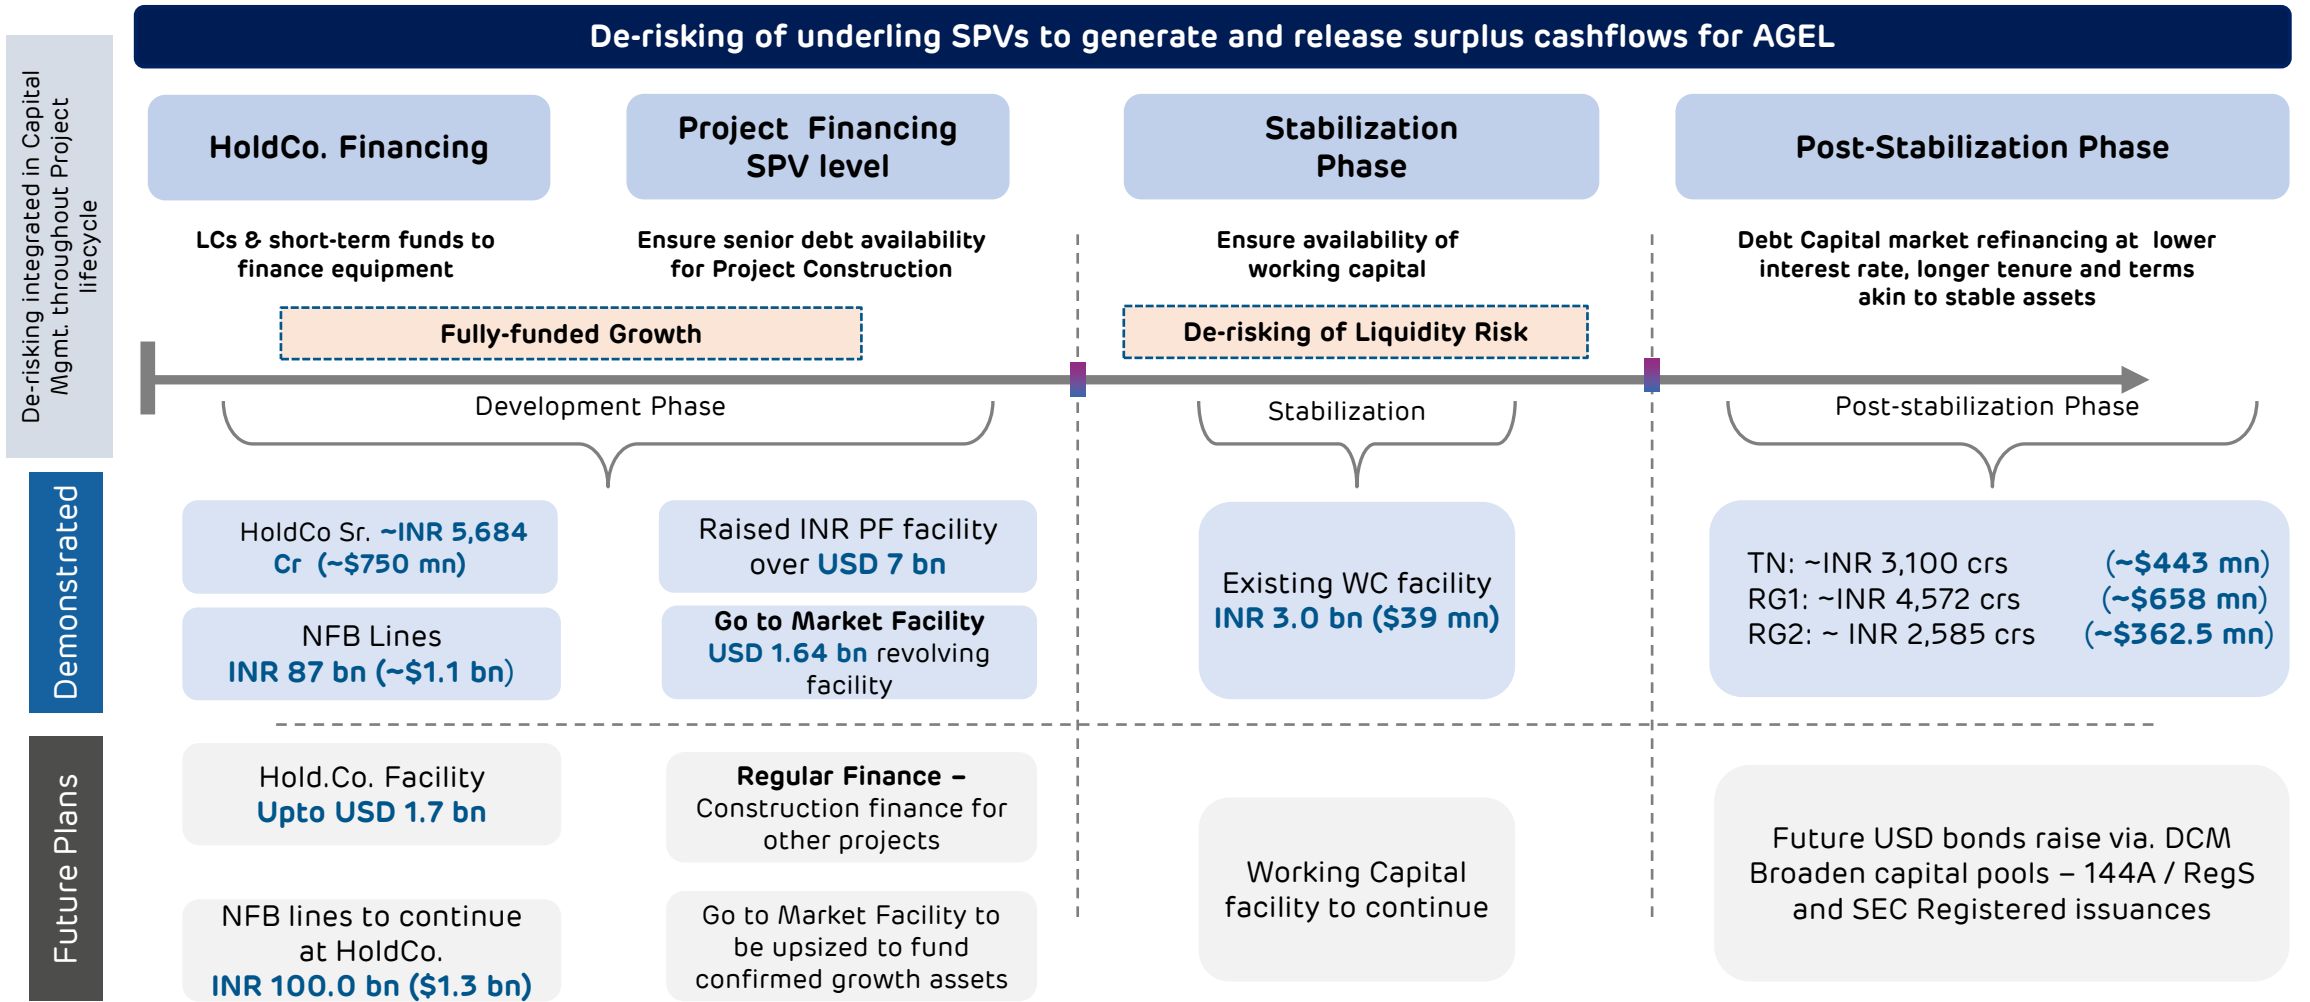 De-risking of underling SPVs to generate and release surplus cashflows for AGEL
De-risking integrated in Capital
Mgmt. throughout Project
lifecycle
HoldCo. Financing
Project Financing
SPV level
Stabilization
Phase
Post-Stabilization Phase
LCs & short-term funds to
finance equipment
Ensure senior debt availability
for Project Construction
Ensure availability of
working capital
Debt Capital market refinancing at lower
interest rate, longer tenure and terms
akin to stable assets
Fully-funded Growth
De-risking of Liquidity Risk
Development Phase
Stabilization
Post-stabilization Phase
Demonstrated
HoldCo Sr. ~INR 5,684
Cr (~$750 mn)
NFB Lines
INR 87 bn (~$1.1 bn)
Raised INR PF facility
over USD 7 bn
Go to Market Facility
USD 1.64 bn revolving
facility
Existing WC facility
INR 3.0 bn ($39 mn)
TN: ~INR 3,100 crs (~$443 mn)
RG1: ~INR 4,572 crs (~$658 mn)
RG2: ~ INR 2,585 crs (~$362.5 mn)
Future Plans
Hold.Co. Facility
Upto USD 1.7 bn
NFB lines to continue
at HoldCo.
INR 100.0 bn ($1.3 bn)
Regular Finance –
Construction finance for
other projects
Go to Market Facility to
be upsized to fund
confirmed growth assets
Working Capital
facility to continue
Future USD bonds raise via. DCM
Broaden capital pools – 144A / RegS
and SEC Registered issuances